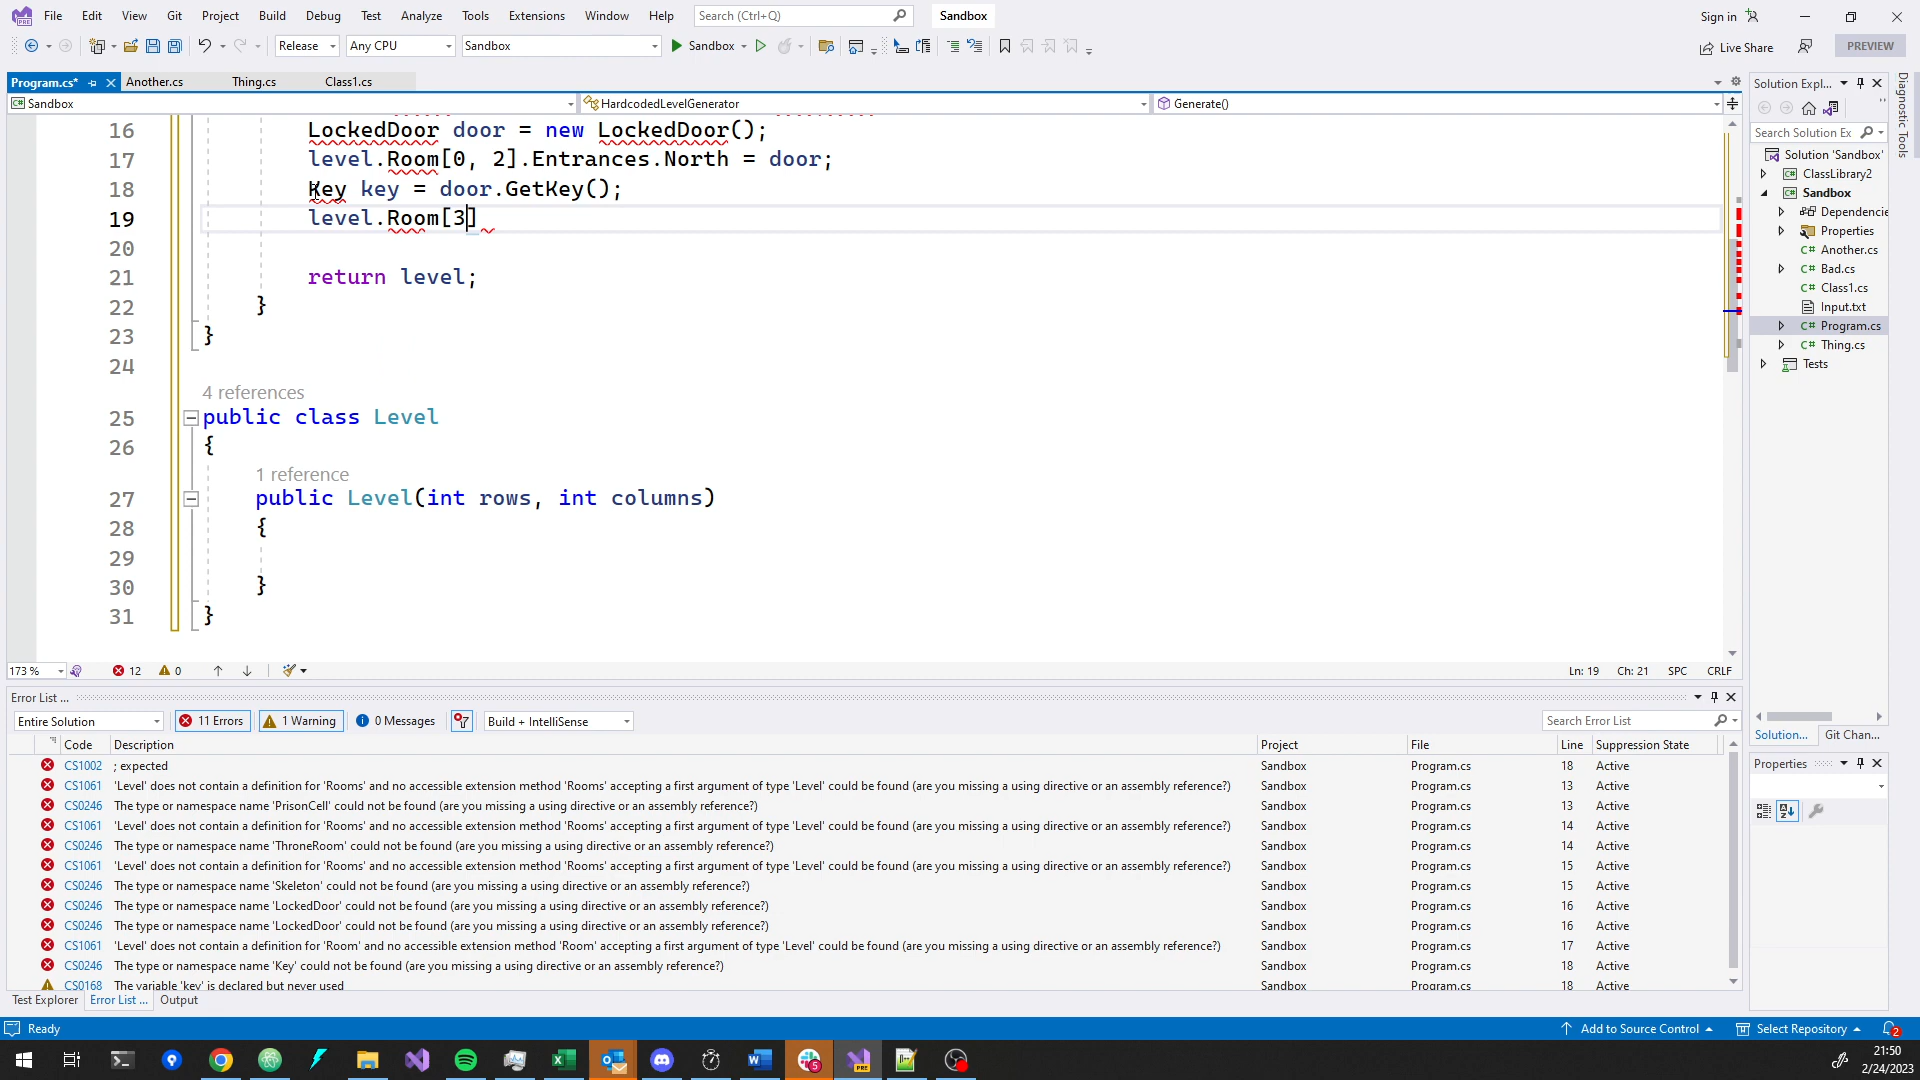 File Edit View Git Project Build Debug Test Analyze Tools Extensions Window Help Search (Ctrl+Q) Sandbox Sign in
Release Any CPU Sandbox Sandbox Live Share PREVIEW
Program.cs* Another.cs Thing.cs Class1.cs
Sandbox HardcodedLevelGenerator Generate()
16 LockedDoor door = new LockedDoor();
17 level.Room[0, 2].Entrances.North = door;
18 Key key = door.GetKey();
19 level.Room[3]
20
21 return level;
22 }
23 }
24
4 references
25 public class Level
26 {
1 reference
27 public Level(int rows, int columns)
28 {
29
30 }
31 }
173 % 12 0 Ln: 19 Ch: 21 SPC CRLF
Error List ...
Entire Solution 11 Errors 1 Warning 0 Messages Build + IntelliSense Search Error List
Code Description Project File Line Suppression State
CS1002 ; expected Sandbox Program.cs 18 Active
CS1061 'Level' does not contain a definition for 'Rooms' and no accessible extension method 'Rooms' accepting a first argument of type 'Level' could be found (are you missing a using directive or an assembly reference?) Sandbox Program.cs 13 Active
CS0246 The type or namespace name 'PrisonCell' could not be found (are you missing a using directive or an assembly reference?) Sandbox Program.cs 13 Active
CS1061 'Level' does not contain a definition for 'Rooms' and no accessible extension method 'Rooms' accepting a first argument of type 'Level' could be found (are you missing a using directive or an assembly reference?) Sandbox Program.cs 14 Active
CS0246 The type or namespace name 'ThroneRoom' could not be found (are you missing a using directive or an assembly reference?) Sandbox Program.cs 14 Active
CS1061 'Level' does not contain a definition for 'Rooms' and no accessible extension method 'Rooms' accepting a first argument of type 'Level' could be found (are you missing a using directive or an assembly reference?) Sandbox Program.cs 15 Active
CS0246 The type or namespace name 'Skeleton' could not be found (are you missing a using directive or an assembly reference?) Sandbox Program.cs 15 Active
CS0246 The type or namespace name 'LockedDoor' could not be found (are you missing a using directive or an assembly reference?) Sandbox Program.cs 16 Active
CS0246 The type or namespace name 'LockedDoor' could not be found (are you missing a using directive or an assembly reference?) Sandbox Program.cs 16 Active
CS1061 'Level' does not contain a definition for 'Room' and no accessible extension method 'Room' accepting a first argument of type 'Level' could be found (are you missing a using directive or an assembly reference?) Sandbox Program.cs 17 Active
CS0246 The type or namespace name 'Key' could not be found (are you missing a using directive or an assembly reference?) Sandbox Program.cs 18 Active
CS0168 The variable 'key' is declared but never used Sandbox Program.cs 18 Active
Test Explorer Error List ... Output
Solution Expl...
Search Solution Ex
Solution 'Sandbox'
ClassLibrary2
Sandbox
Dependencie
Properties
Another.cs
Bad.cs
Class1.cs
Input.txt
Program.cs
Thing.cs
Tests
Solution... Git Chan...
Properties
Diagnostic Tools
Ready Add to Source Control Select Repository 2
5
21:50
2/24/2023